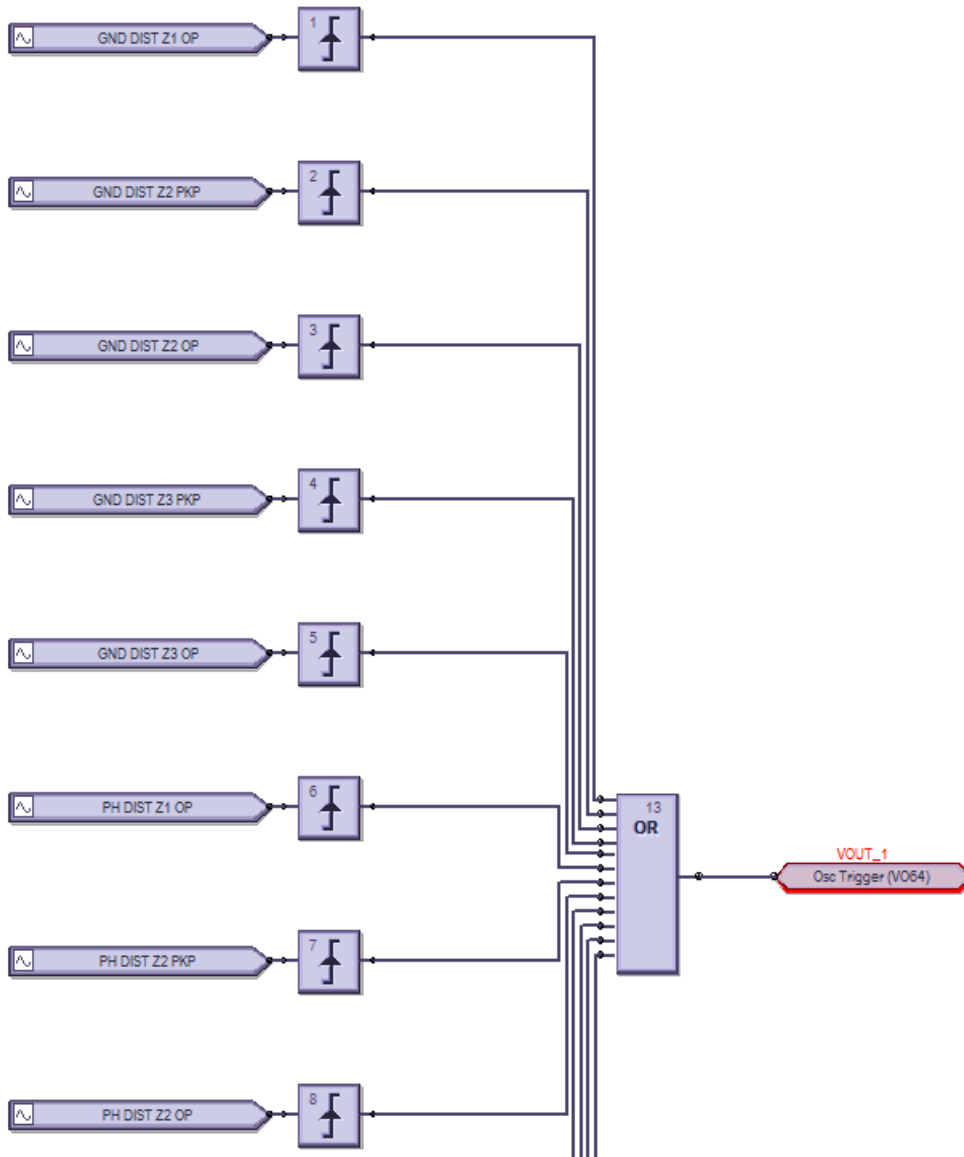 1
GND DIST Z1 OP
2
GND DIST Z2 PKP
3
GND DIST Z2 OP
4
GND DIST Z3 PKP
5
GND DIST Z3 OP
6
PH DIST Z1 OP
13
OR
VOUT_1
Osc Trigger (VO64)
7
PH DIST Z2 PKP
8
PH DIST Z2 OP